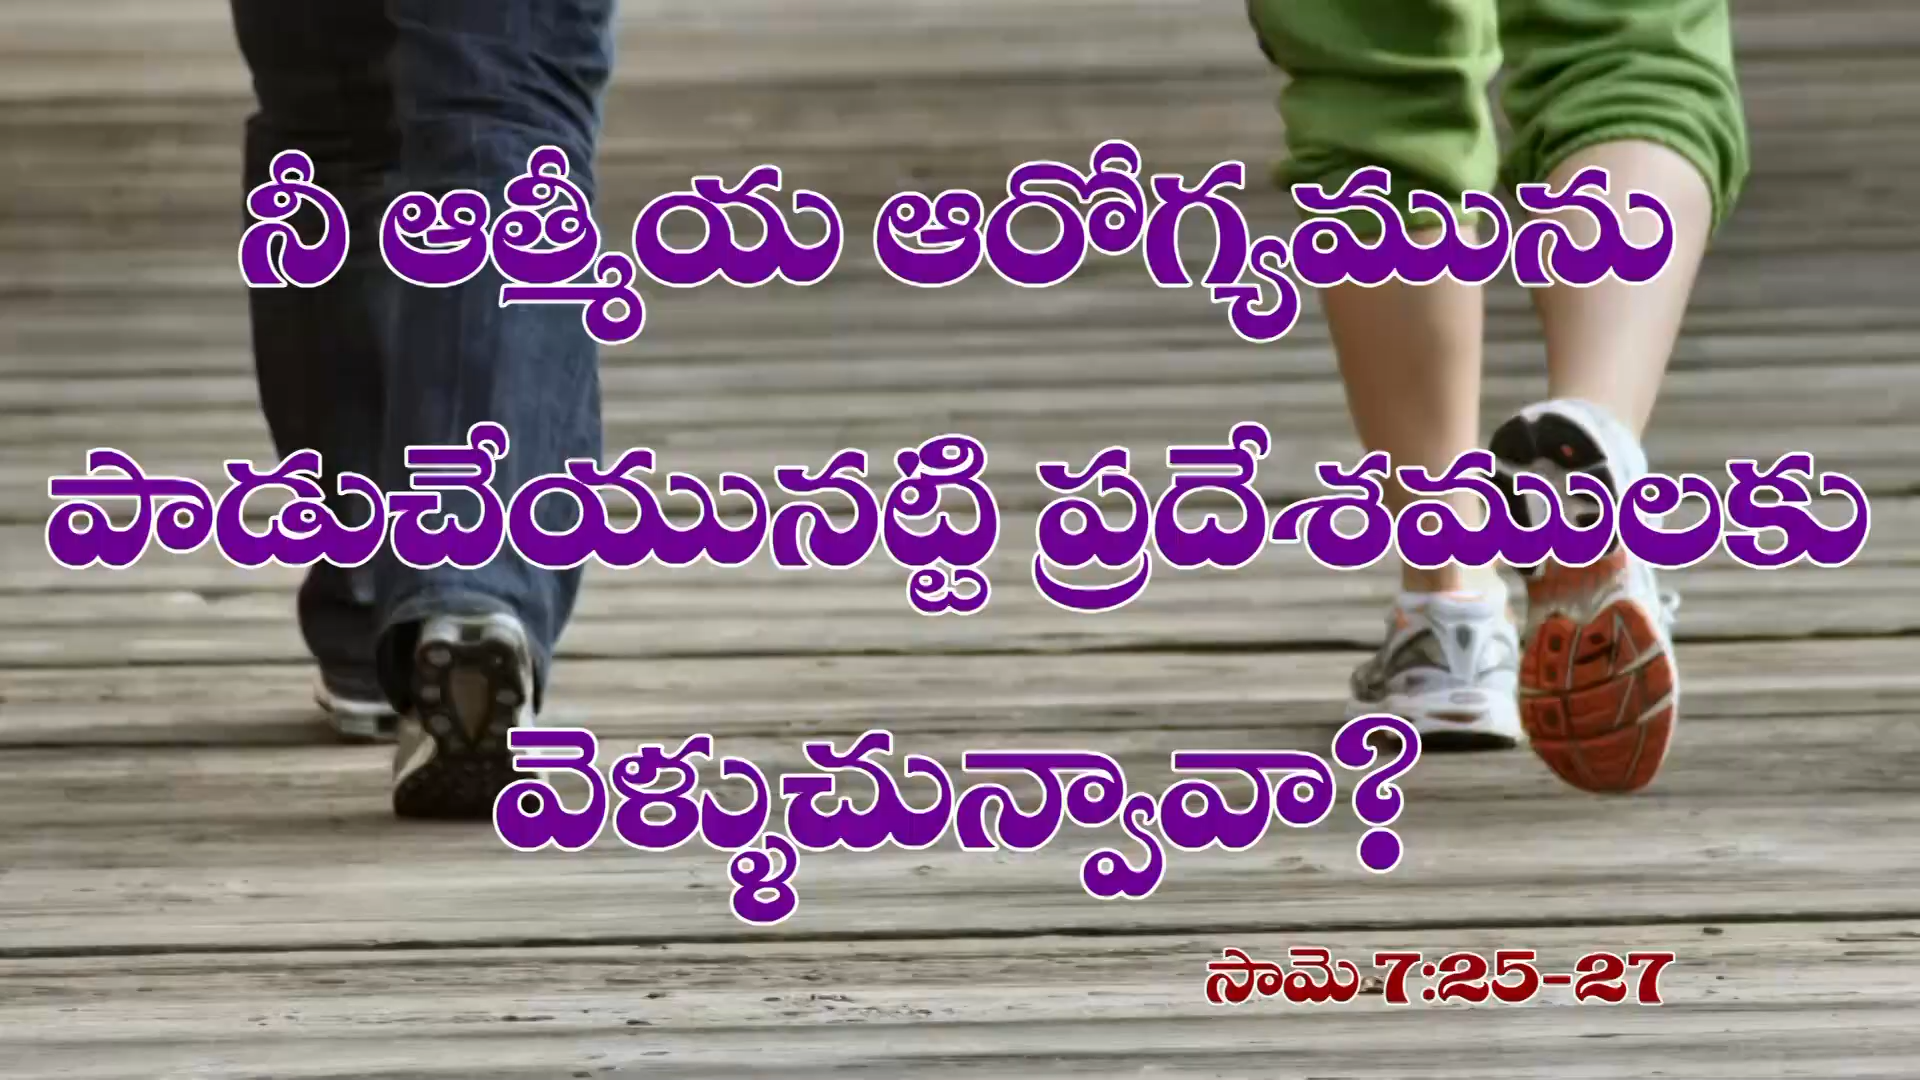 నీ ఆత్మీయ ఆరోగ్యమును
పాడుచేయునట్టి ప్రదేశములకు
వెళ్ళుచున్వావా?
సామె 7:25-27